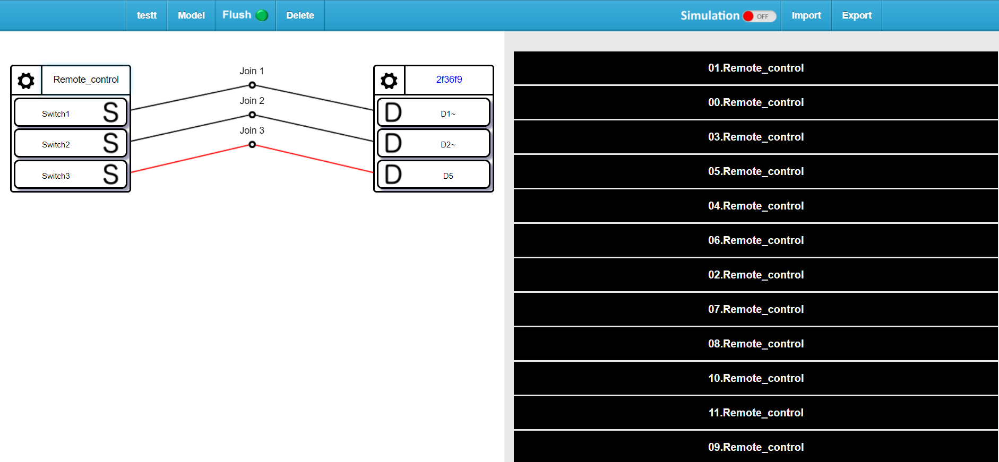 testt Model Flush Delete Simulation OFF Import Export
Remote_control
Switch1 S
Switch2 S
Switch3 S
Join 1
Join 2
Join 3
2f36f9
D D1~
D D2~
D D5
01.Remote_control
00.Remote_control
03.Remote_control
05.Remote_control
04.Remote_control
06.Remote_control
02.Remote_control
07.Remote_control
08.Remote_control
10.Remote_control
11.Remote_control
09.Remote_control